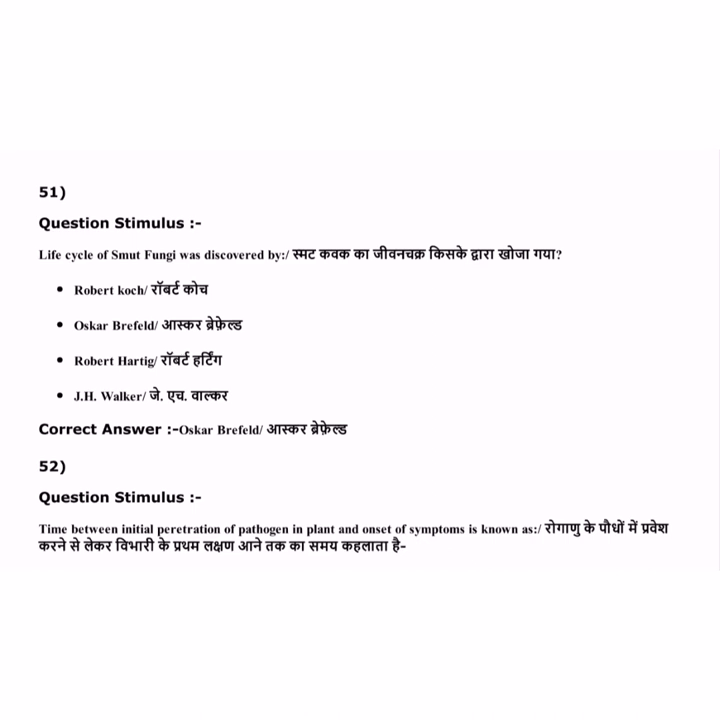 51)
Question Stimulus :-
Life cycle of Smut Fungi was discovered by:/ स्मट कवक का जीवनचक्र किसके द्वारा खोजा गया?
• Robert koch/ रॉबर्ट कोच
• Oskar Brefeld/ आस्कर ब्रेफ़ेल्ड
• Robert Hartig/ रॉबर्ट हर्टिंग
• J.H. Walker/ जे. एच. वाल्कर
Correct Answer :-Oskar Brefeld/ आस्कर ब्रेफ़ेल्ड
52)
Question Stimulus :-
Time between initial peretration of pathogen in plant and onset of symptoms is known as:/ रोगाणु के पौधों में प्रवेश
करने से लेकर विभारी के प्रथम लक्षण आने तक का समय कहलाता है-